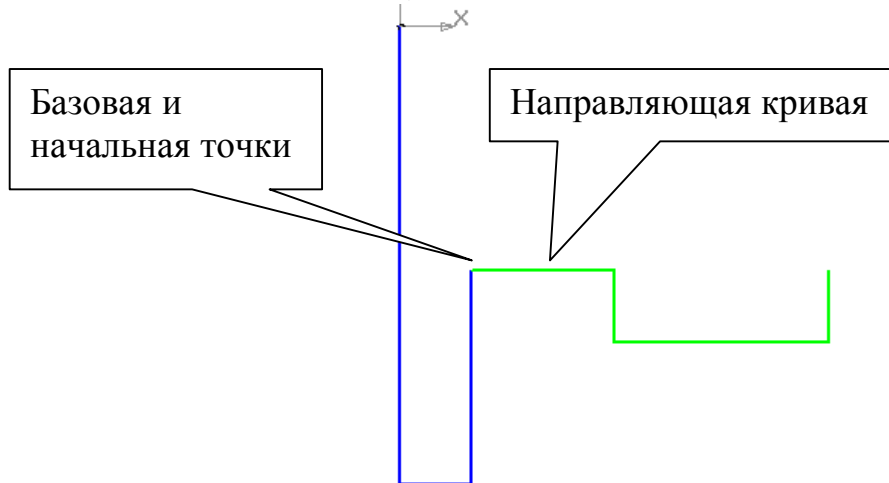 X
Базовая и
начальная точки
Направляющая кривая